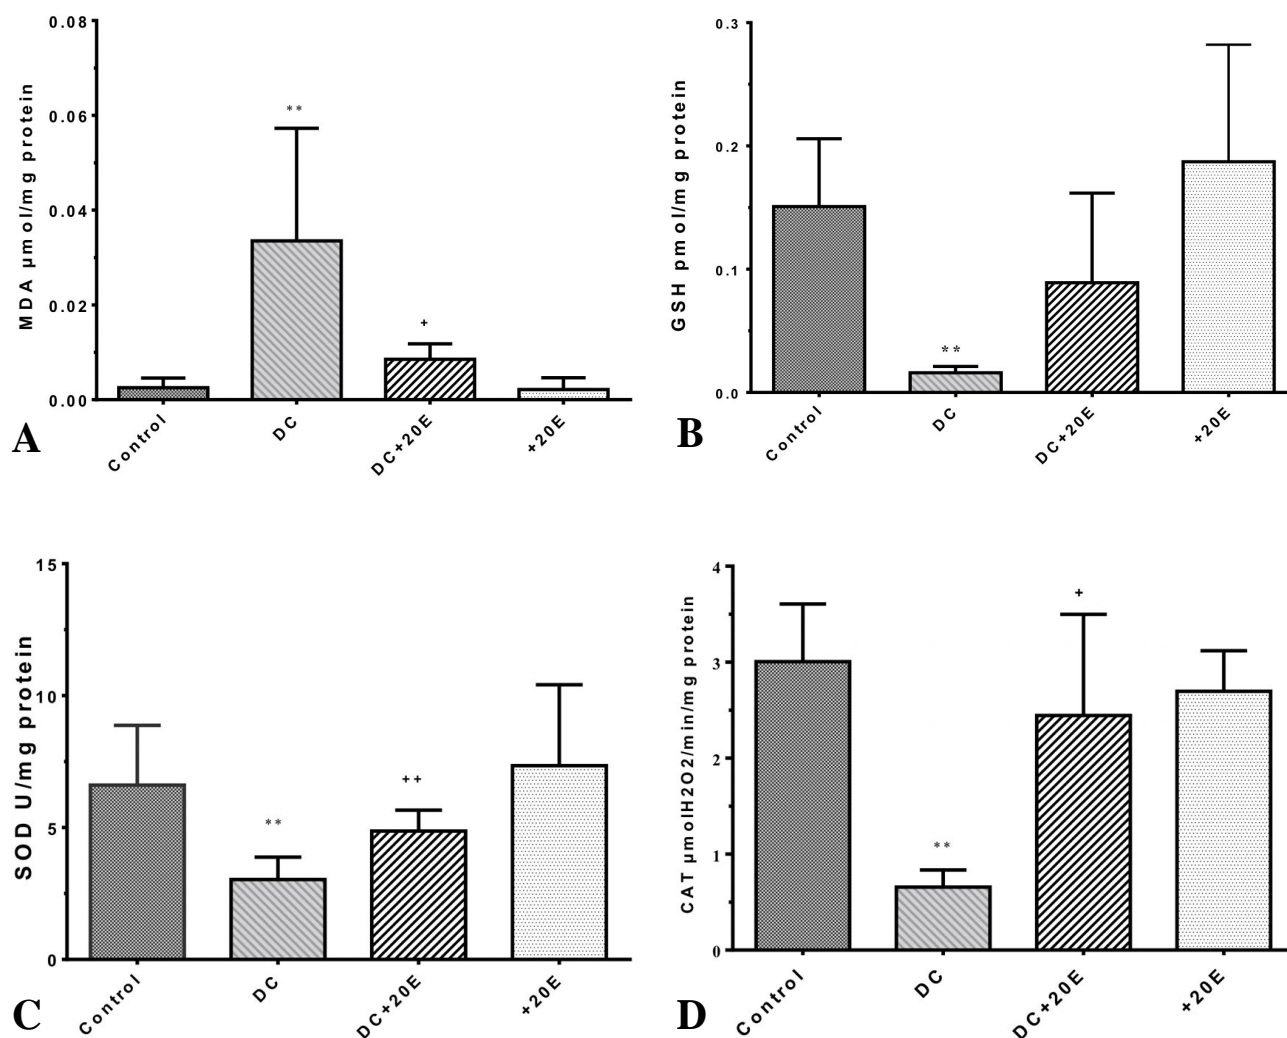 0.08
0.06
0.04
0.02
0.00
MDA µmol/mg protein
**
+
Control
DC
DC+20E
+20E
A
0.3
0.2
0.1
0.0
GSH pmol/mg protein
**
Control
DC
DC+20E
+20E
B
15
10
5
0
SOD U/mg protein
**
++
Control
DC
DC+20E
+20E
C
4
3
2
1
0
CAT µmolH2O2/min/mg protein
**
+
Control
DC
DC+20E
+20E
D